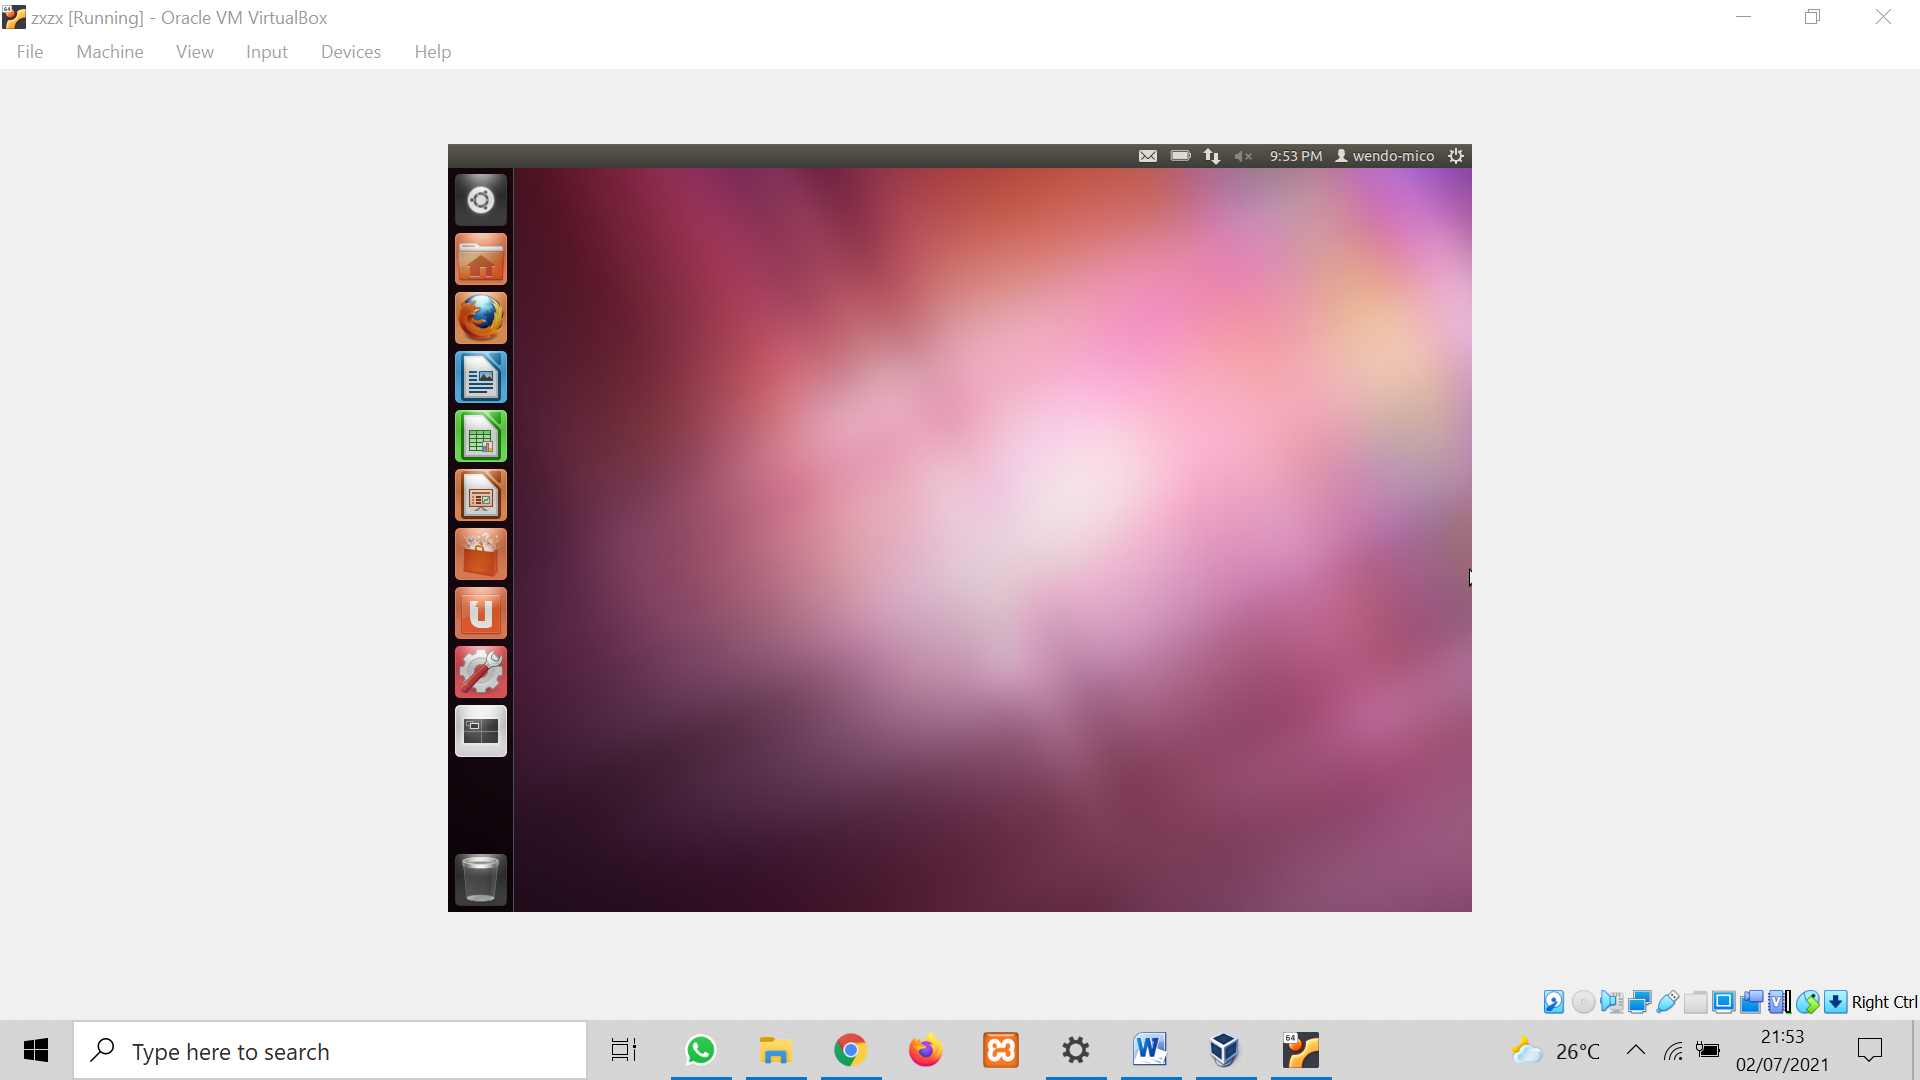 zxzx [Running] - Oracle VM VirtualBox
File Machine View Input Devices Help
9:53 PM wendo-mico
Right Ctrl
Type here to search
64
26°C
21:53
02/07/2021